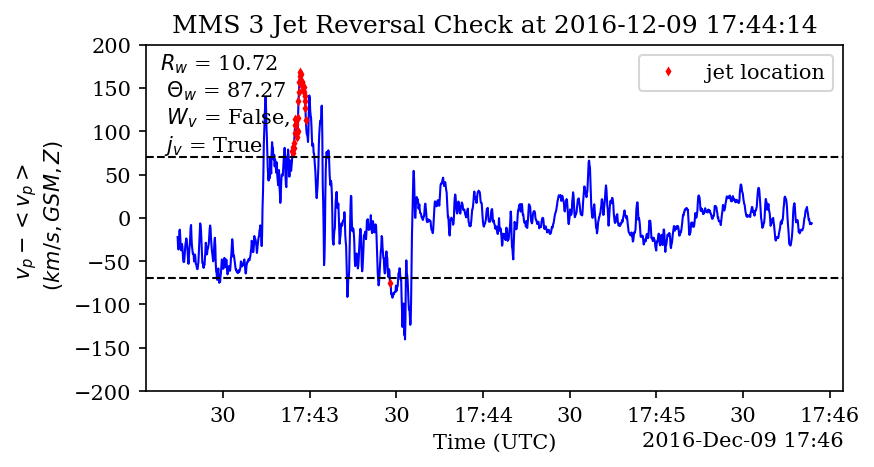 MMS 3 Jet Reversal Check at 2016-12-09 17:44:14
R_w = 10.72
Θ_w = 87.27
W_v = False,
j_v = True
jet location
v_p − < v_p >
(km/s, GSM, Z)
200
150
100
50
0
−50
−100
−150
−200
30 17:43 30 17:44 30 17:45 30 17:46
Time (UTC)
2016-Dec-09 17:46